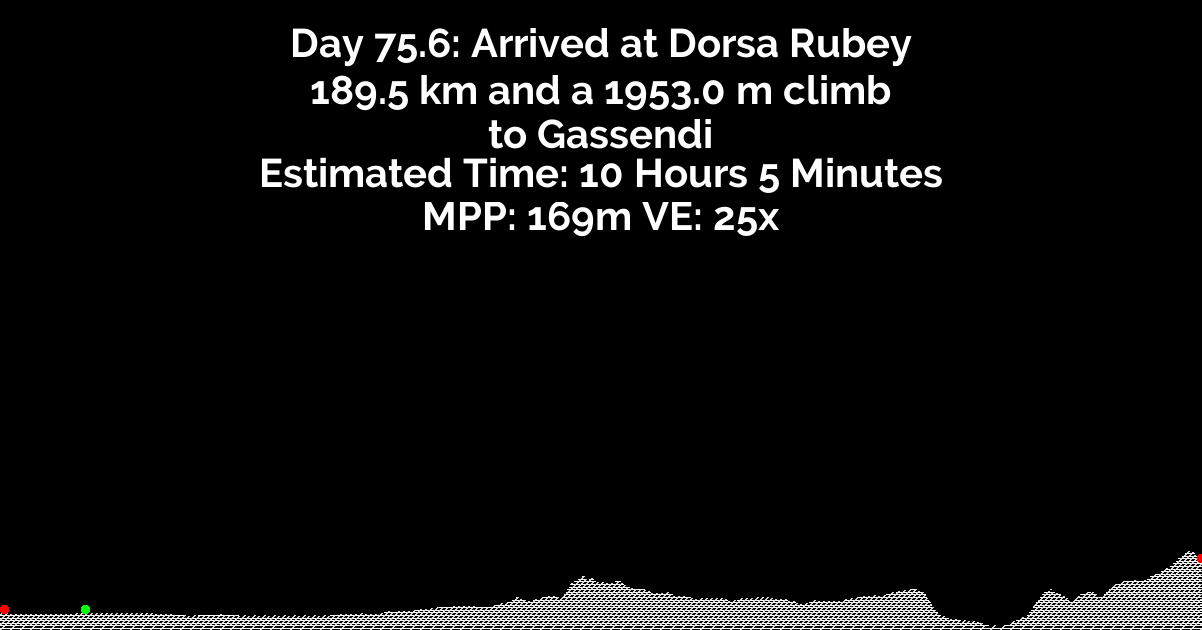 Day 75.6: Arrived at Dorsa Rubey
189.5 km and a 1953.0 m climb
to Gassendi
Estimated Time: 10 Hours 5 Minutes
MPP: 169m VE: 25x